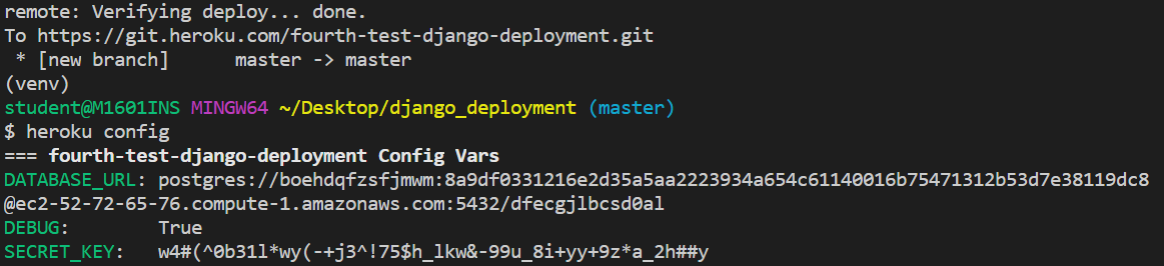 remote: Verifying deploy... done.
To https://git.heroku.com/fourth-test-django-deployment.git
 * [new branch]      master -> master
(venv)
student@M1601INS MINGW64 ~/Desktop/django_deployment (master)
$ heroku config
=== fourth-test-django-deployment Config Vars
DATABASE_URL: postgres://boehdqfzsfjmwm:8a9df0331216e2d35a5aa2223934a654c61140016b75471312b53d7e38119dc8
@ec2-52-72-65-76.compute-1.amazonaws.com:5432/dfecgjlbcsd0al
DEBUG:        True
SECRET_KEY:   w4#(^0b31l*wy(-+j3^!75$h_lkw&-99u_8i+yy+9z*a_2h##y